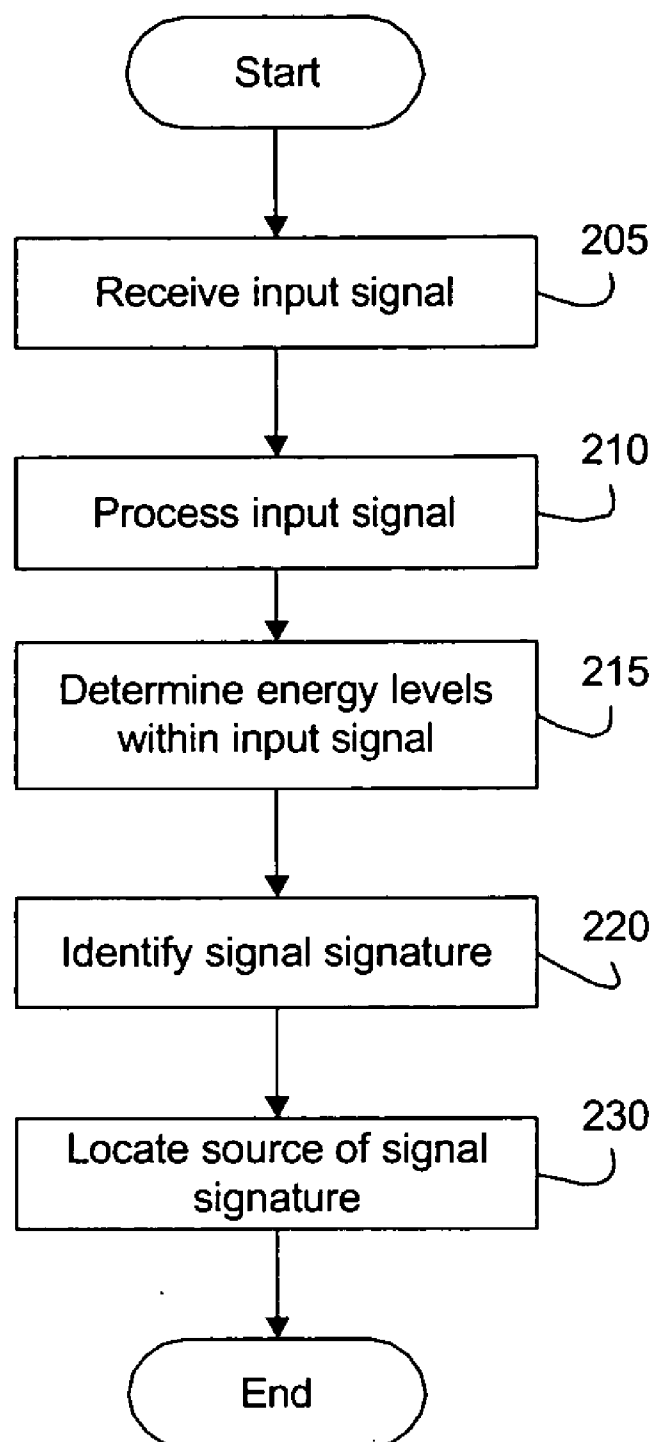 Start
205
Receive input signal
210
Process input signal
215
Determine energy levels
within input signal
220
Identify signal signature
230
Locate source of signal
signature
End